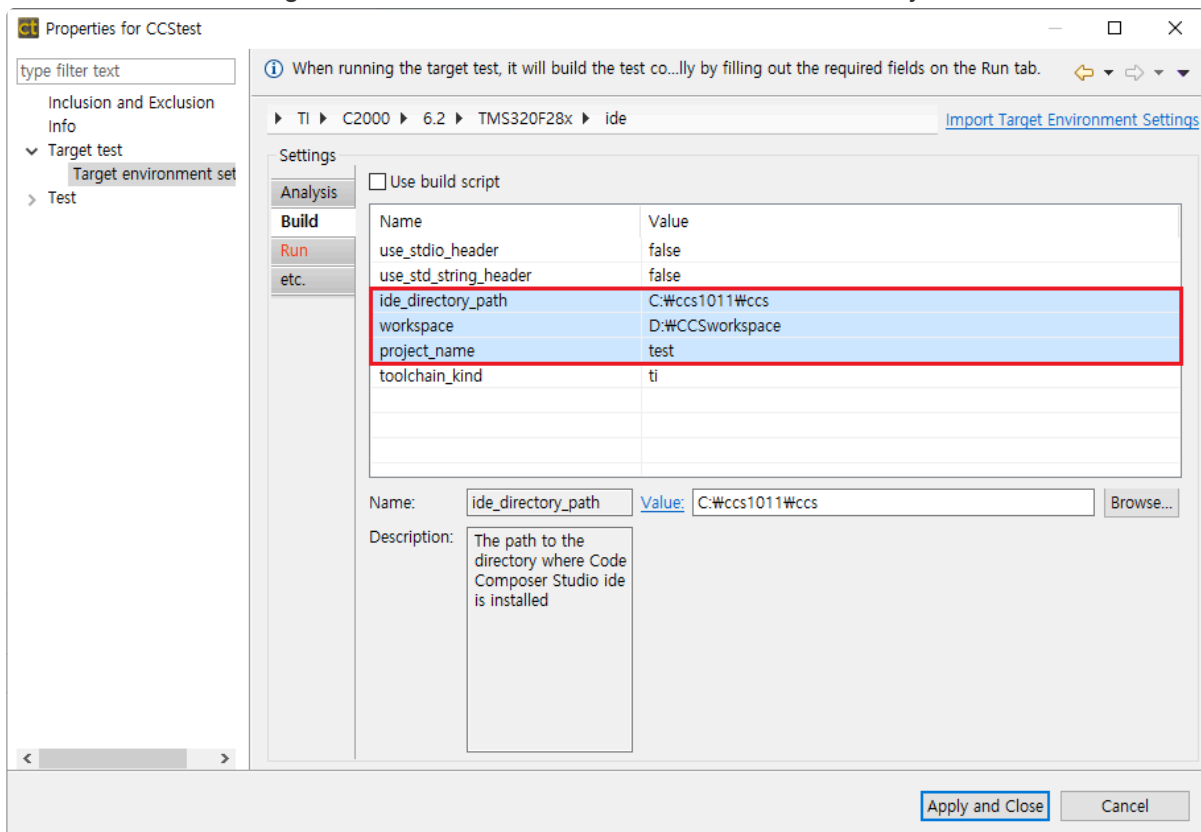 ct Properties for CCStest
type filter text
When running the target test, it will build the test co...lly by filling out the required fields on the Run tab.
Inclusion and Exclusion
Info
Target test
Target environment set
Test
TI C2000 6.2 TMS320F28x ide
Import Target Environment Settings
Settings
Analysis
Build
Run
etc.
Use build script
Name Value
use_stdio_header false
use_std_string_header false
ide_directory_path C:₩ccs1011₩ccs
workspace D:₩CCSworkspace
project_name test
toolchain_kind ti
Name: ide_directory_path Value: C:₩ccs1011₩ccs Browse...
Description: The path to the
directory where Code
Composer Studio ide
is installed
Apply and Close Cancel